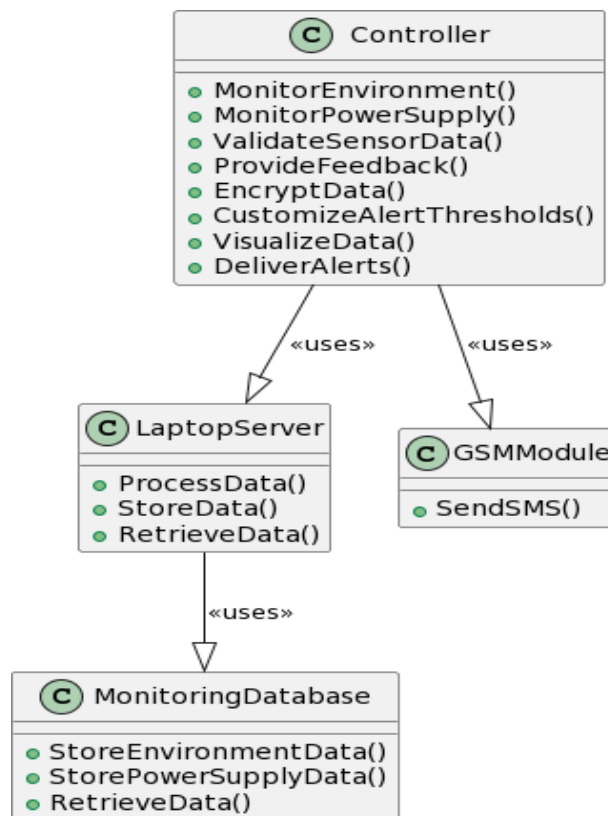 C Controller
MonitorEnvironment()
MonitorPowerSupply()
ValidateSensorData()
ProvideFeedback()
EncryptData()
CustomizeAlertThresholds()
VisualizeData()
DeliverAlerts()
«uses»
«uses»
C LaptopServer
ProcessData()
StoreData()
RetrieveData()
C GSMModule
SendSMS()
«uses»
C MonitoringDatabase
StoreEnvironmentData()
StorePowerSupplyData()
RetrieveData()